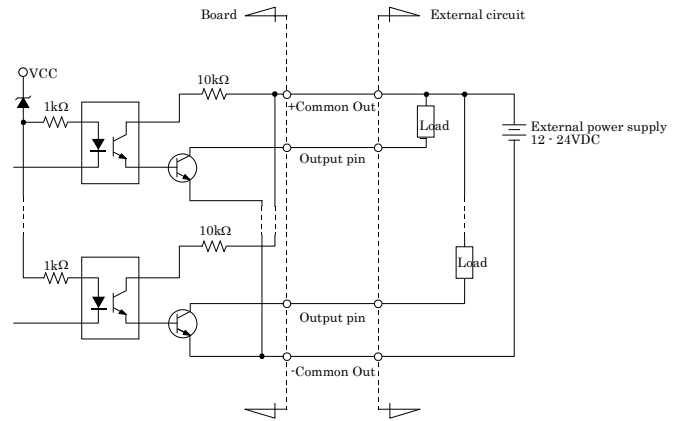 Board
External circuit
VCC
10kΩ
1kΩ
+Common Out
Load
External power supply
12 - 24VDC
Output pin
10kΩ
1kΩ
Load
Output pin
-Common Out